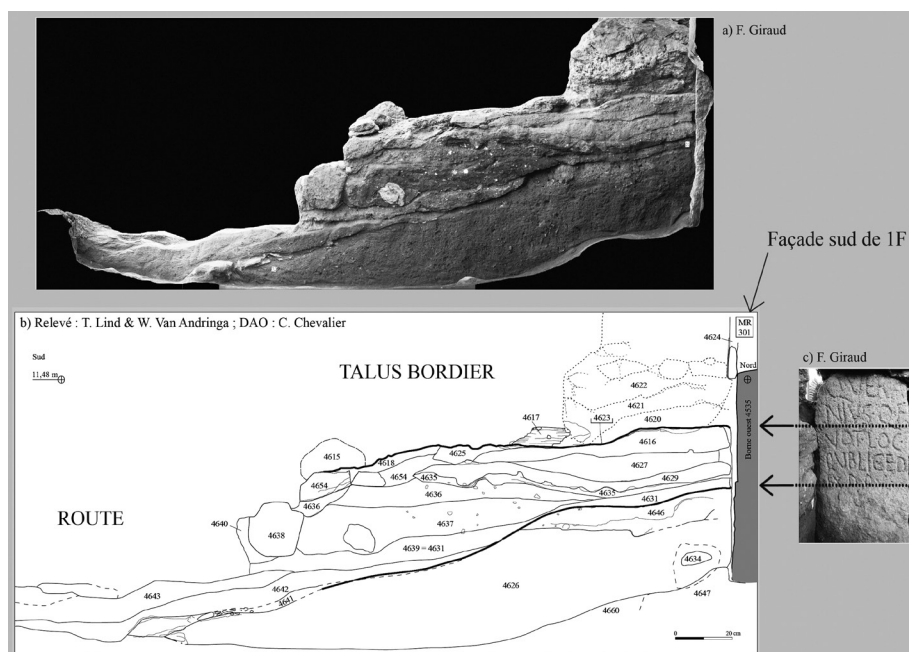 a) F. Giraud
Façade sud de 1F
b) Relevé : T. Lind & W. Van Andringa ; DAO : C. Chevalier
MR
301
4624
Sud
Nord
11,48 m
TALUS BORDIER
c) F. Giraud
4622
4621
4617
4623
4620
Borne ouest 4535
4616
4615
4618
4625
4654
4654
4635
4627
4629
4636
4636
4635
4631
4646
ROUTE
4640
4638
4637
4639 = 4631
4634
4643
4642
4641
4626
4660
4647
0
20 cm
NIVS
NOTLOC
PVBLICE